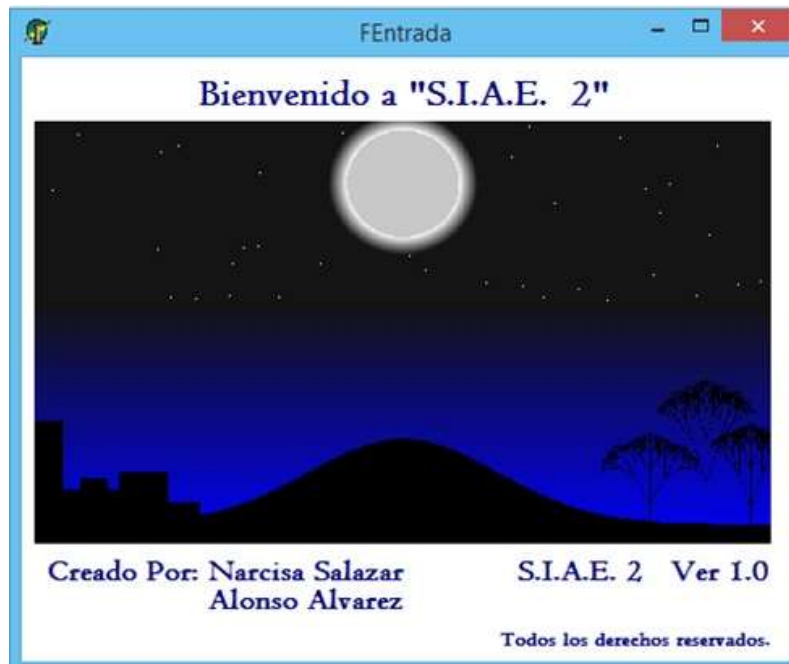 FEntrada
Bienvenido a "S.I.A.E. 2"
Creado Por: Narcisa Salazar
Alonso Alvarez
S.I.A.E. 2 Ver 1.0
Todos los derechos reservados.